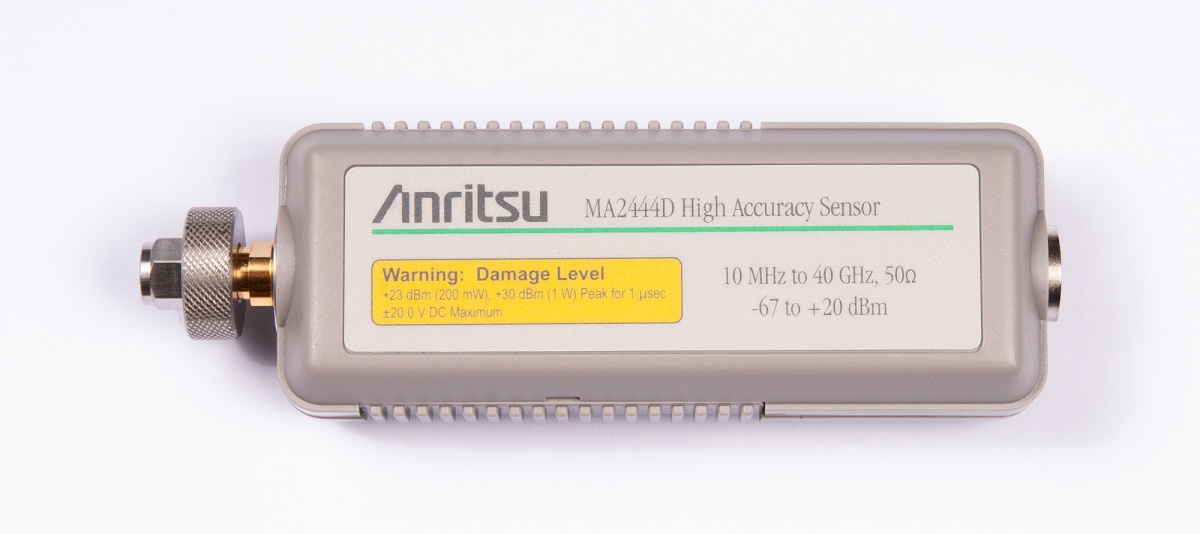 Anritsu MA2444D High Accuracy Sensor
Warning: Damage Level
+23 dBm (200 mW), +30 dBm (1 W) Peak for 1 µsec
±20.0 V DC Maximum
10 MHz to 40 GHz, 50Ω
-67 to +20 dBm